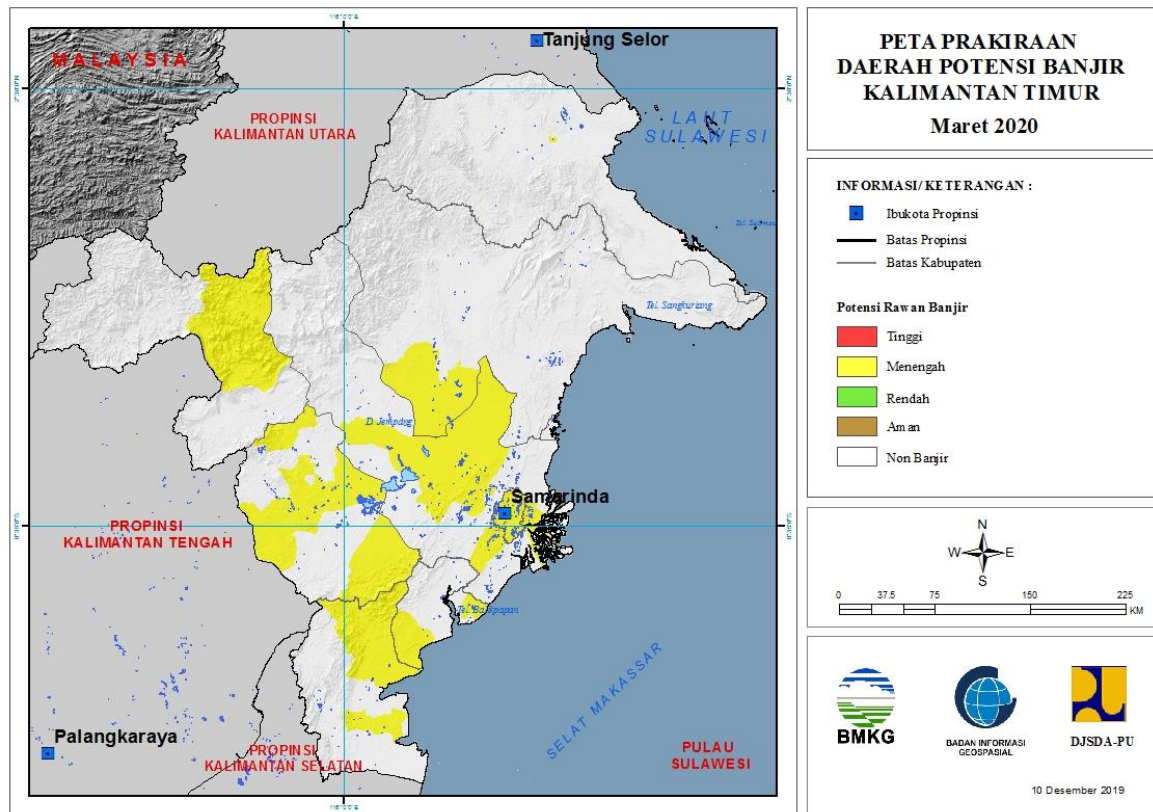 PETA PRAKIRAAN
DAERAH POTENSI BANJIR
KALIMANTAN TIMUR
Maret 2020
INFORMASI/ KETERANGAN :
Ibukota Propinsi
Batas Propinsi
Batas Kabupaten
Potensi Rawan Banjir
Tinggi
Menengah
Rendah
Aman
Non Banjir
N
W E
S
0 37.5 75 150 225
KM
BMKG
BADAN INFORMASI
GEOSPASIAL
DJSDA-PU
10 Desember 2019
MALAYSIA
Tanjung Selor
PROPINSI
KALIMANTAN UTARA
LAUT
SULAWESI
Tel. Sangkuriang
D. Jempang
Samarinda
PROPINSI
KALIMANTAN TENGAH
Tel. Balikpapan
SELAT MAKASSAR
Palangkaraya
PROPINSI
KALIMANTAN SELATAN
PULAU
SULAWESI